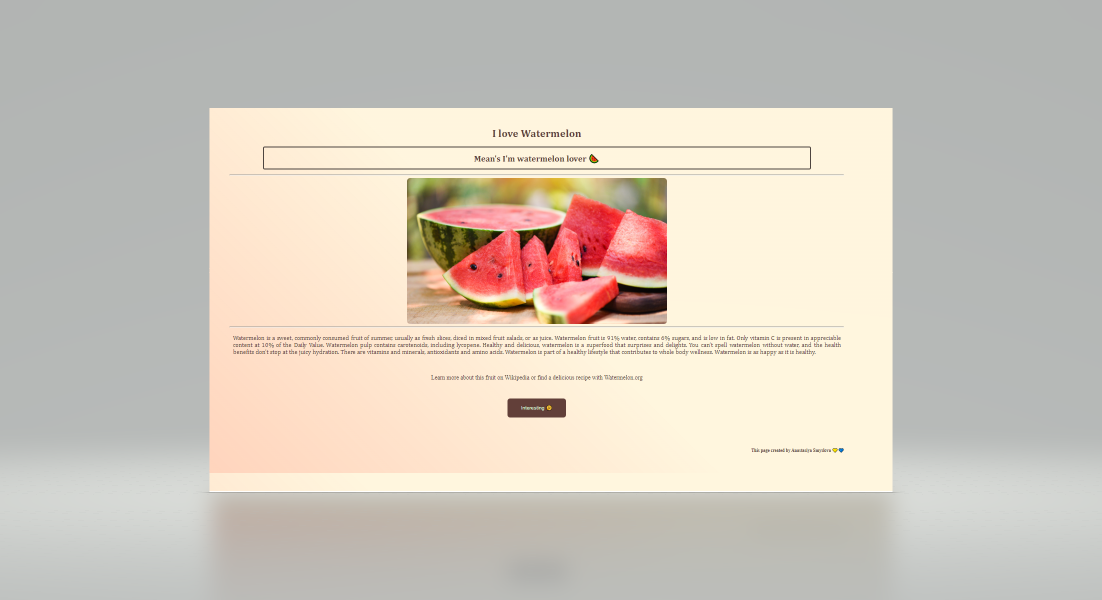 I love Watermelon
Mean's I'm watermelon lover 🍉
Watermelon is a sweet, commonly consumed fruit of summer, usually as fresh slices, diced in mixed fruit salads, or as juice. Watermelon fruit is 91% water, contains 6% sugars, and is low in fat. Only vitamin C is present in appreciable
content at 10% of the Daily Value. Watermelon pulp contains carotenoids, including lycopene. Healthy and delicious, watermelon is a superfood that surprises and delights. You can't spell watermelon without water, and the health
benefits don't stop at the juicy hydration. There are vitamins and minerals, antioxidants and amino acids. Watermelon is part of a healthy lifestyle that contributes to whole body wellness. Watermelon is as happy as it is healthy.
Learn more about this fruit on Wikipedia or find a delicious recipe with Watermelon.org
Interesting
This page created by Anastasiya Smyslova 💛💙